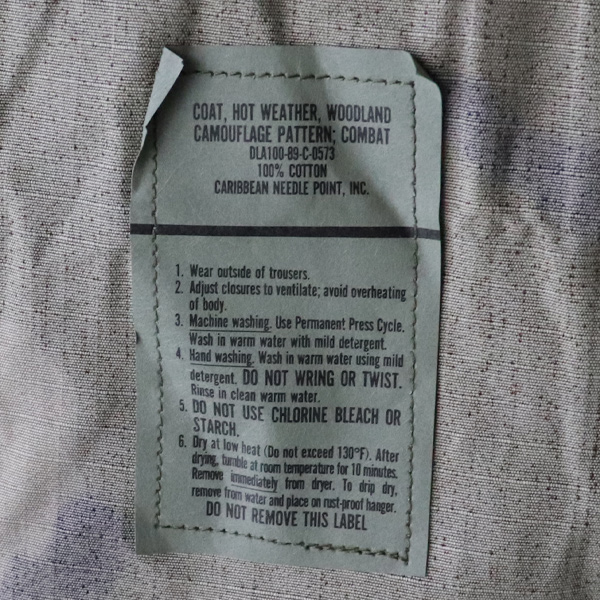 COAT, HOT WEATHER, WOODLAND
CAMOUFLAGE PATTERN; COMBAT
DLA100-89-C-0573
100% COTTON
CARIBBEAN NEEDLE POINT, INC.
1. Wear outside of trousers.
2. Adjust closures to ventilate; avoid overheating
of body.
3. Machine washing. Use Permanent Press Cycle.
Wash in warm water with mild detergent.
4. Hand washing. Wash in warm water using mild
detergent. DO NOT WRING OR TWIST.
Rinse in clean warm water.
5. DO NOT USE CHLORINE BLEACH OR
STARCH.
6. Dry at low heat (Do not exceed 130°F). After
drying, tumble at room temperature for 10 minutes.
Remove immediately from dryer. To drip dry,
remove from water and place on rust-proof hanger.
DO NOT REMOVE THIS LABEL